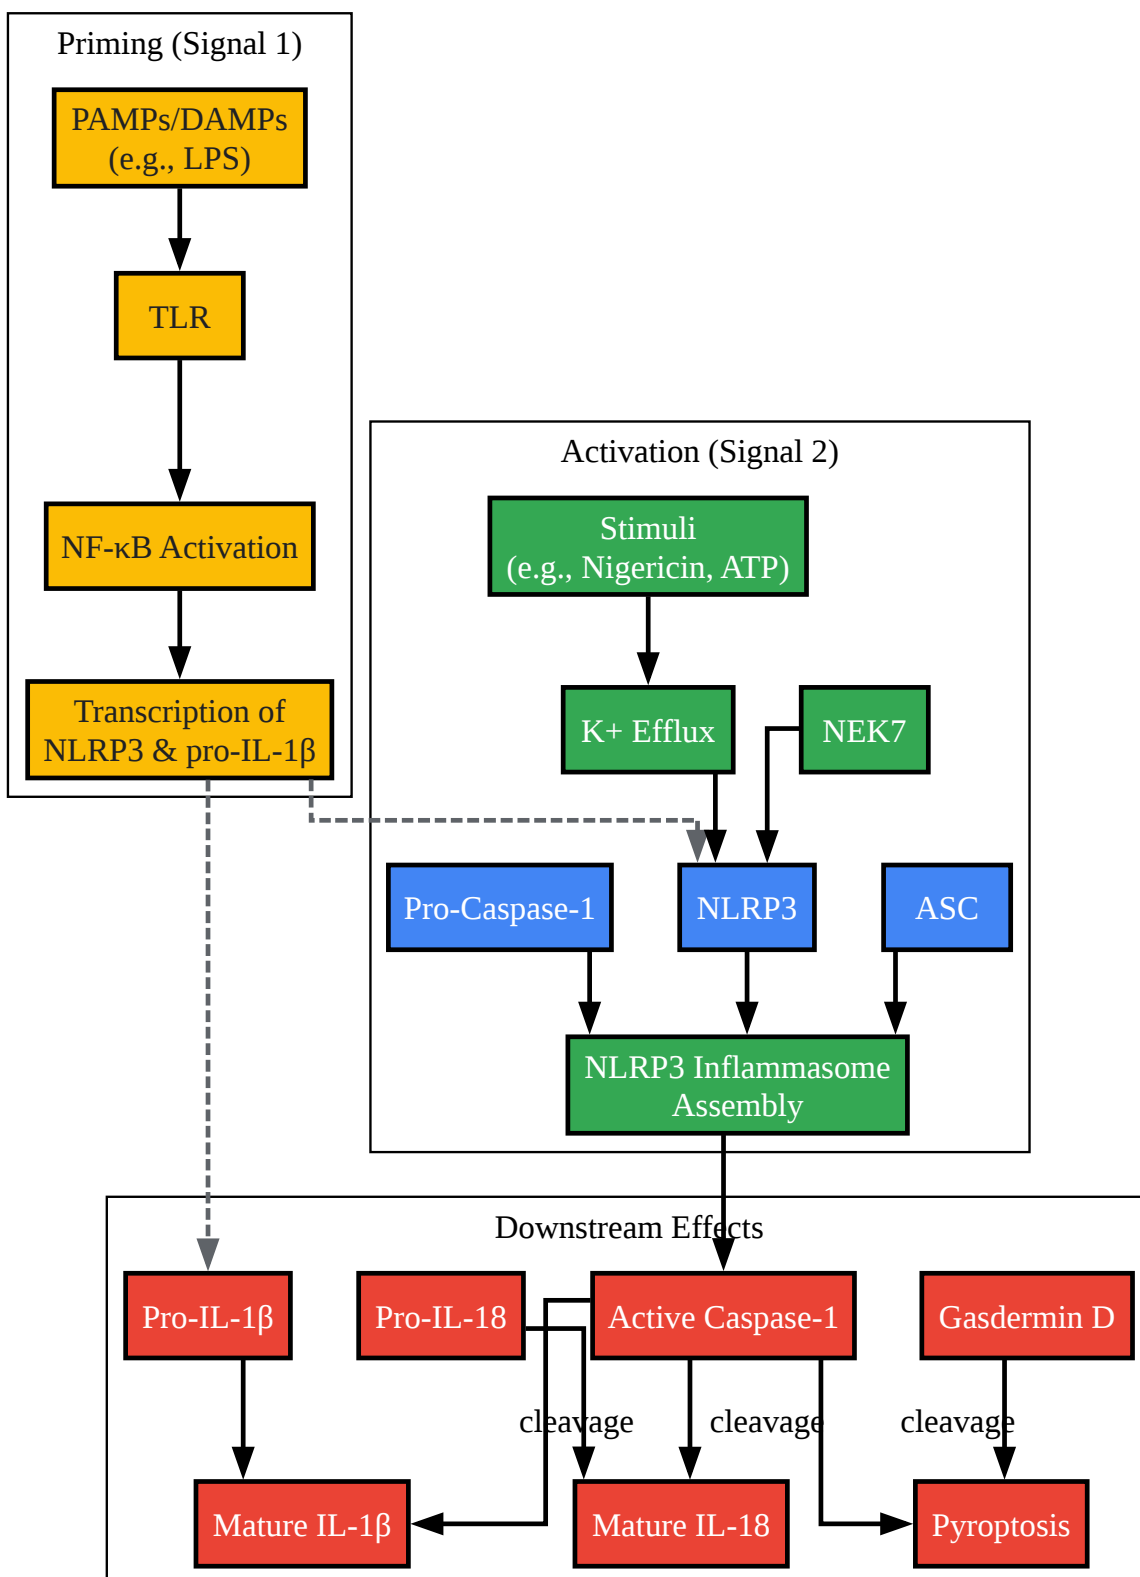 Priming (Signal 1)
PAMPs/DAMPs
(e.g., LPS)
TLR
NF-κB Activation
Transcription of
NLRP3 & pro-IL-1β
Activation (Signal 2)
Stimuli
(e.g., Nigericin, ATP)
K+ Efflux
NEK7
Pro-Caspase-1
NLRP3
ASC
NLRP3 Inflammasome
Assembly
Downstream Effects
Pro-IL-1β
Pro-IL-18
Active Caspase-1
Gasdermin D
cleavage
cleavage
cleavage
Mature IL-1β
Mature IL-18
Pyroptosis